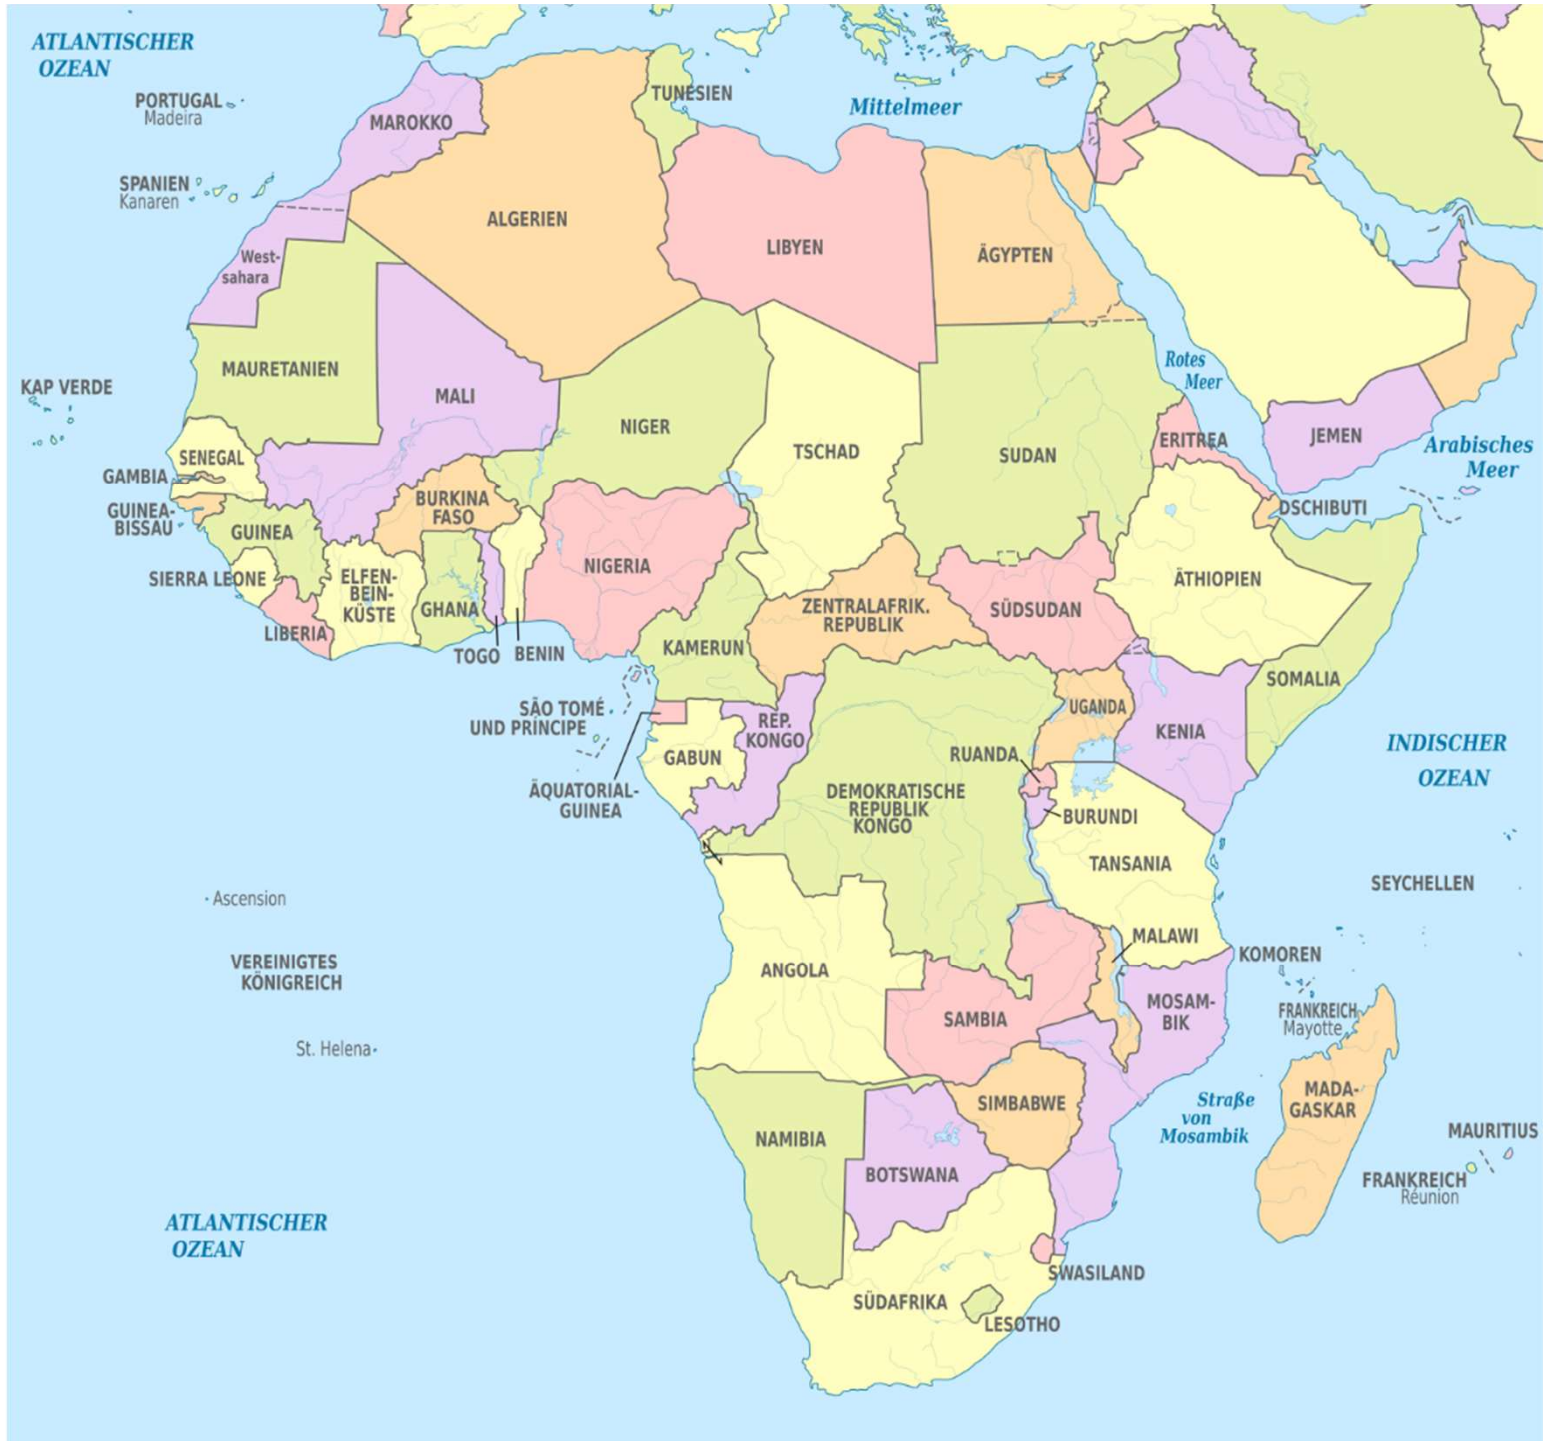 ATLANTISCHER
OZEAN
PORTUGAL
Madeira
SPANIEN
Kanaren
MAROKKO
TUNESIEN
Mittelmeer
ALGERIEN
LIBYEN
ÄGYPTEN
West-
sahara
MAURETANIEN
KAP VERDE
MALI
NIGER
TSCHAD
SUDAN
Rotes
Meer
ERITREA
JEMEN
Arabisches
Meer
SENEGAL
GAMBIA
GUINEA-
BISSAU
GUINEA
SIERRA LEONE
LIBERIA
ELFEN-
BEIN-
KÜSTE
BURKINA
FASO
GHANA
TOGO
BENIN
NIGERIA
KAMERUN
ZENTRALAFRIK.
REPUBLIK
SÜDSUDAN
ÄTHIOPIEN
DSCHIBUTI
SOMALIA
SÃO TOMÉ
UND PRÍNCIPE
ÄQUATORIAL-
GUINEA
GABUN
REP.
KONGO
DEMOKRATISCHE
REPUBLIK
KONGO
UGANDA
KENIA
RUANDA
BURUNDI
TANSANIA
INDISCHER
OZEAN
SEYCHELLEN
Ascension
VEREINIGTES
KÖNIGREICH
St. Helena
ANGOLA
SAMBIA
MALAWI
MOSAM-
BIK
KOMOREN
FRANKREICH
Mayotte
MADA-
GASKAR
Straße
von
Mosambik
MAURITIUS
FRANKREICH
Réunion
SIMBABWE
NAMIBIA
BOTSWANA
SWASILAND
SÜDAFRIKA
LESOTHO
ATLANTISCHER
OZEAN